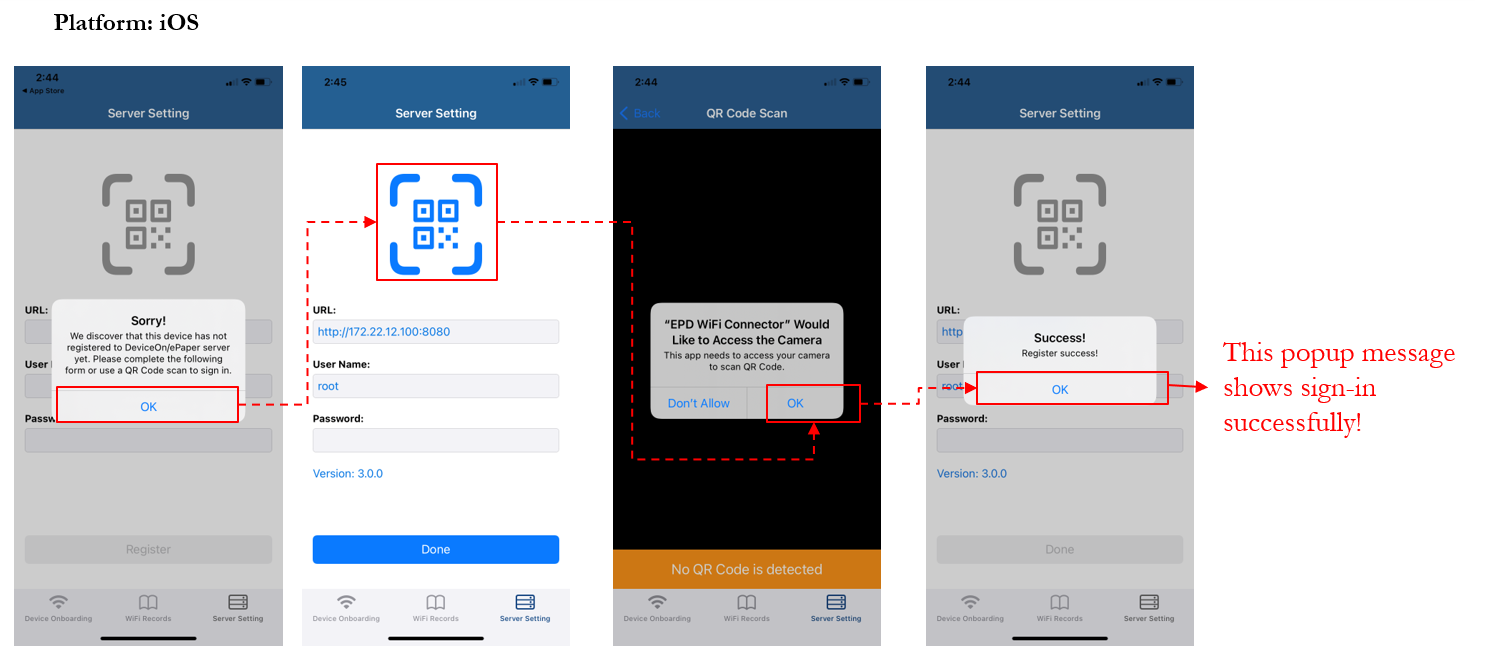 Platform: iOS
2:44
App Store
Server Setting
URL:
Sorry!
We discover that this device has not
registered to DeviceOn/ePaper server
yet. Please complete the following
form or use a QR Code scan to sign in.
User
OK
Passw
Register
Device Onboarding
WiFi Records
Server Setting
2:45
Server Setting
URL:
http://172.22.12.100:8080
User Name:
root
Password:
Version: 3.0.0
Done
Device Onboarding
WiFi Records
Server Setting
2:44
Back
QR Code Scan
“EPD WiFi Connector” Would
Like to Access the Camera
This app needs to access your camera
to scan QR Code.
Don't Allow
OK
No QR Code is detected
Device Onboarding
WiFi Records
Server Setting
2:44
Server Setting
URL:
http
Success!
Register success!
User
root
OK
Password:
Version: 3.0.0
Done
Device Onboarding
WiFi Records
Server Setting
This popup message
shows sign-in
successfully!